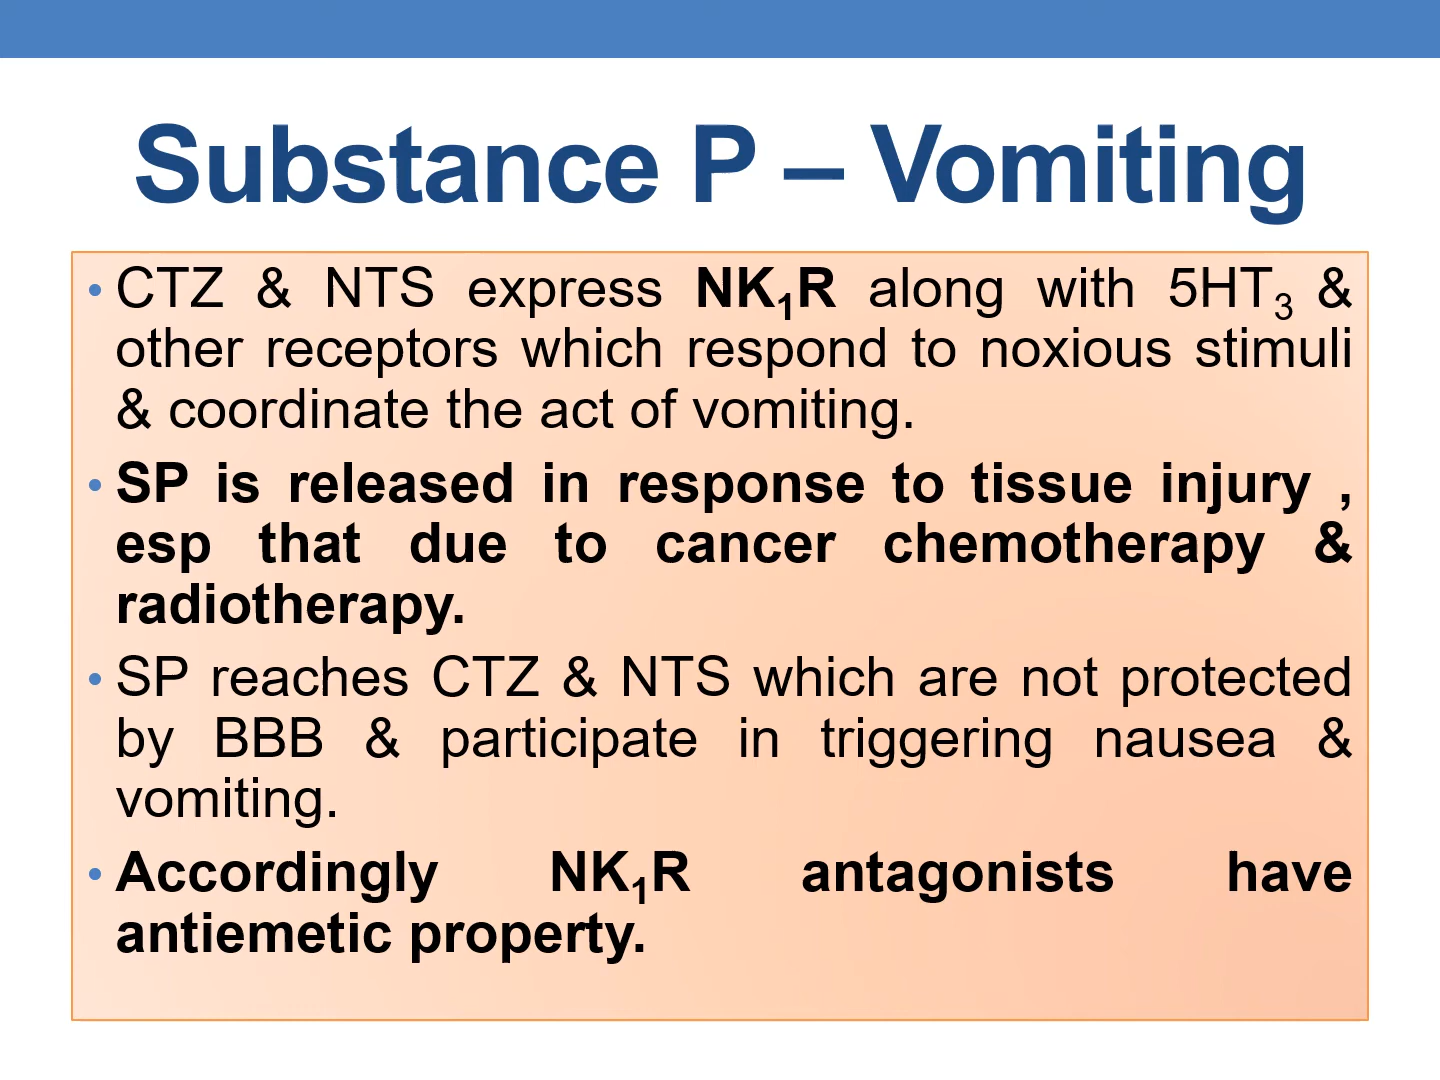 Substance P – Vomiting
• CTZ & NTS express NK₁R along with 5HT₃ &
other receptors which respond to noxious stimuli
& coordinate the act of vomiting.
• SP is released in response to tissue injury ,
esp that due to cancer chemotherapy &
radiotherapy.
• SP reaches CTZ & NTS which are not protected
by BBB & participate in triggering nausea &
vomiting.
• Accordingly NK₁R antagonists have
antiemetic property.